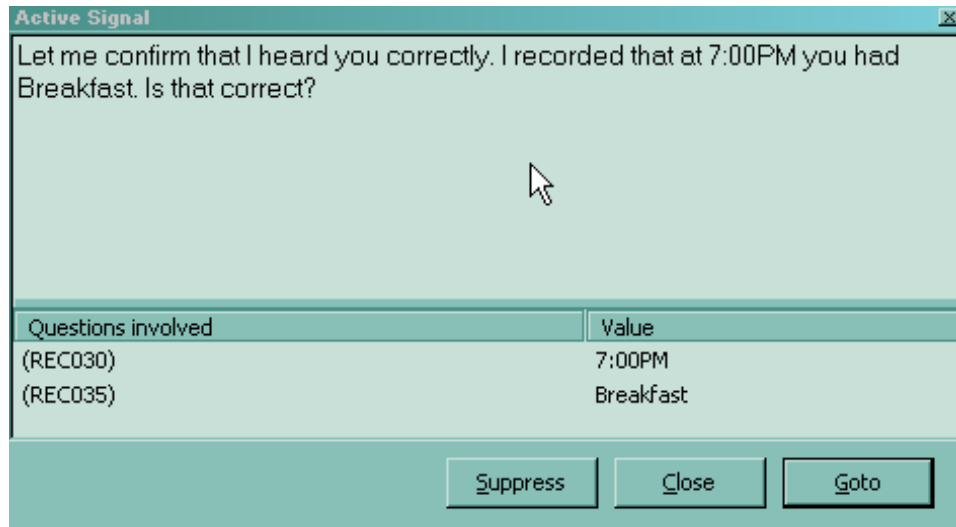 Active Signal
Let me confirm that I heard you correctly. I recorded that at 7:00PM you had
Breakfast. Is that correct?
Questions involved Value
(REC030) 7:00PM
(REC035) Breakfast
Suppress Close Goto